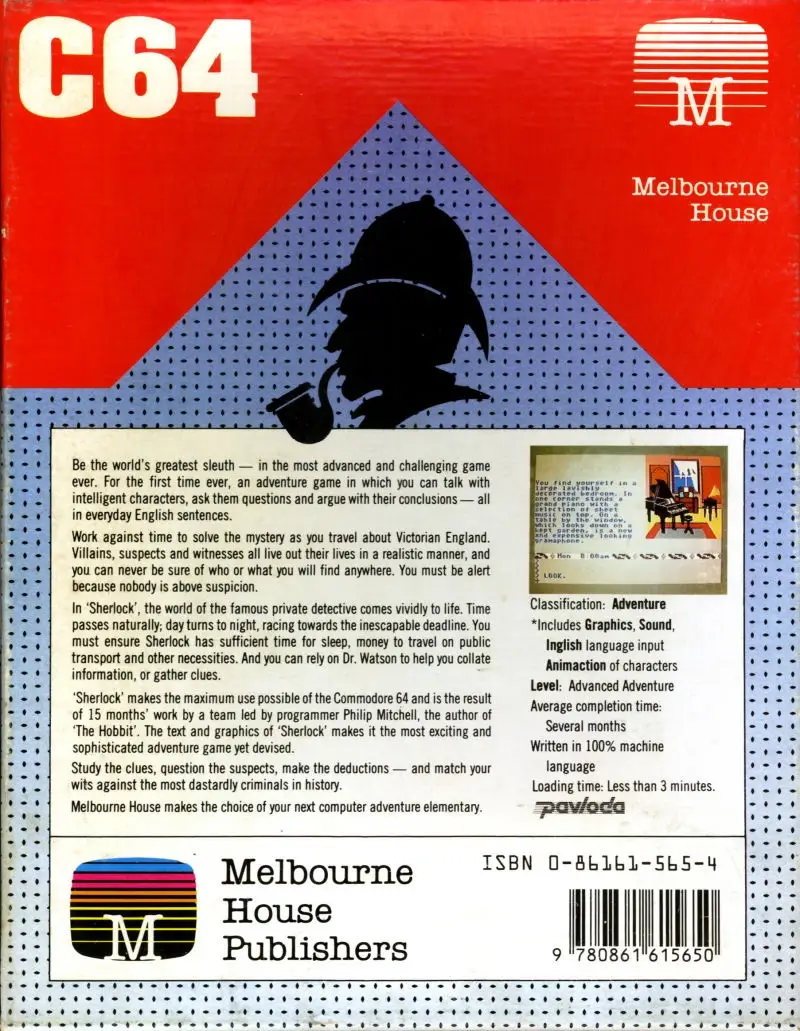 C64
M
Melbourne
House
Be the world's greatest sleuth — in the most advanced and challenging game
ever. For the first time ever, an adventure game in which you can talk with
intelligent characters, ask them questions and argue with their conclusions — all
in everyday English sentences.
Work against time to solve the mystery as you travel about Victorian England.
Villains, suspects and witnesses all live out their lives in a realistic manner, and
you can never be sure of who or what you will find anywhere. You must be alert
because nobody is above suspicion.
In 'Sherlock', the world of the famous private detective comes vividly to life. Time
passes naturally; day turns to night, racing towards the inescapable deadline. You
must ensure Sherlock has sufficient time for sleep, money to travel on public
transport and other necessities. And you can rely on Dr. Watson to help you collate
information, or gather clues.
'Sherlock' makes the maximum use possible of the Commodore 64 and is the result
of 15 months' work by a team led by programmer Philip Mitchell, the author of
'The Hobbit'. The text and graphics of 'Sherlock' makes it the most exciting and
sophisticated adventure game yet devised.
Study the clues, question the suspects, make the deductions — and match your
wits against the most dastardly criminals in history.
Melbourne House makes the choice of your next computer adventure elementary.
You find yourself in a
large lavishly
decorated bedroom. In
one corner stands a
grand piano with a
selection of sheet
music on top. On a
table by the window,
which looks down on a
kept garden, is a new
and expensive looking
gramaphone.
Mon 8:00am
LOOK.
Classification: Adventure
*Includes Graphics, Sound,
Inglish language input
Animaction of characters
Level: Advanced Adventure
Average completion time:
Several months
Written in 100% machine
language
Loading time: Less than 3 minutes.
pavloda
M
Melbourne
House
Publishers
ISBN 0-86161-565-4
9 780861 615650